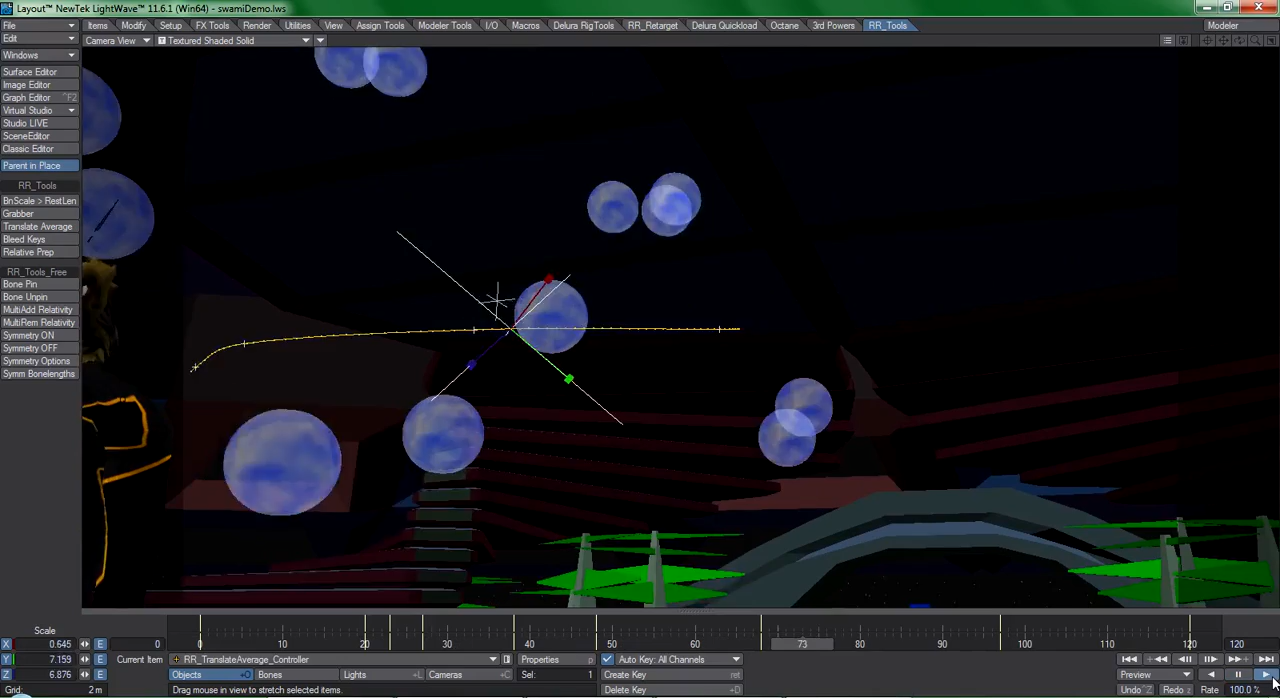 Layout™ NewTek LightWave™ 11.6.1 (Win64) - swamiDemo.lws
File Items Modify Setup FX Tools Render Utilities View Assign Tools Modeler Tools I/O Macros Delura RigTools RR_Retarget Delura Quickload Octane 3rd Powers RR_Tools Modeler
Edit Camera View T Textured Shaded Solid
Windows
Surface Editor
Image Editor
Graph Editor ^F2
Virtual Studio
Studio LIVE
SceneEditor
Classic Editor
Parent in Place
RR_Tools
BnScale > RestLen
Grabber
Translate Average
Bleed Keys
Relative Prep
RR_Tools_Free
Bone Pin
Bone Unpin
MultiAdd Relativity
MultiRem Relativity
Symmetry ON
Symmetry OFF
Symmetry Options
Symm Bonelengths
Scale
X 0.645 E 0 0 10 20 30 40 50 60 73 80 90 100 110 120 120
Y 7.159 E Current Item RR_TranslateAverage_Controller Properties p Auto Key: All Channels
Z 6.876 E Objects +O Bones Lights +L Cameras +C Sel: 1 Create Key ret Preview
Grid: 2 m Drag mouse in view to stretch selected items. Delete Key +D Undo ^Z Redo z Rate 100.0 %